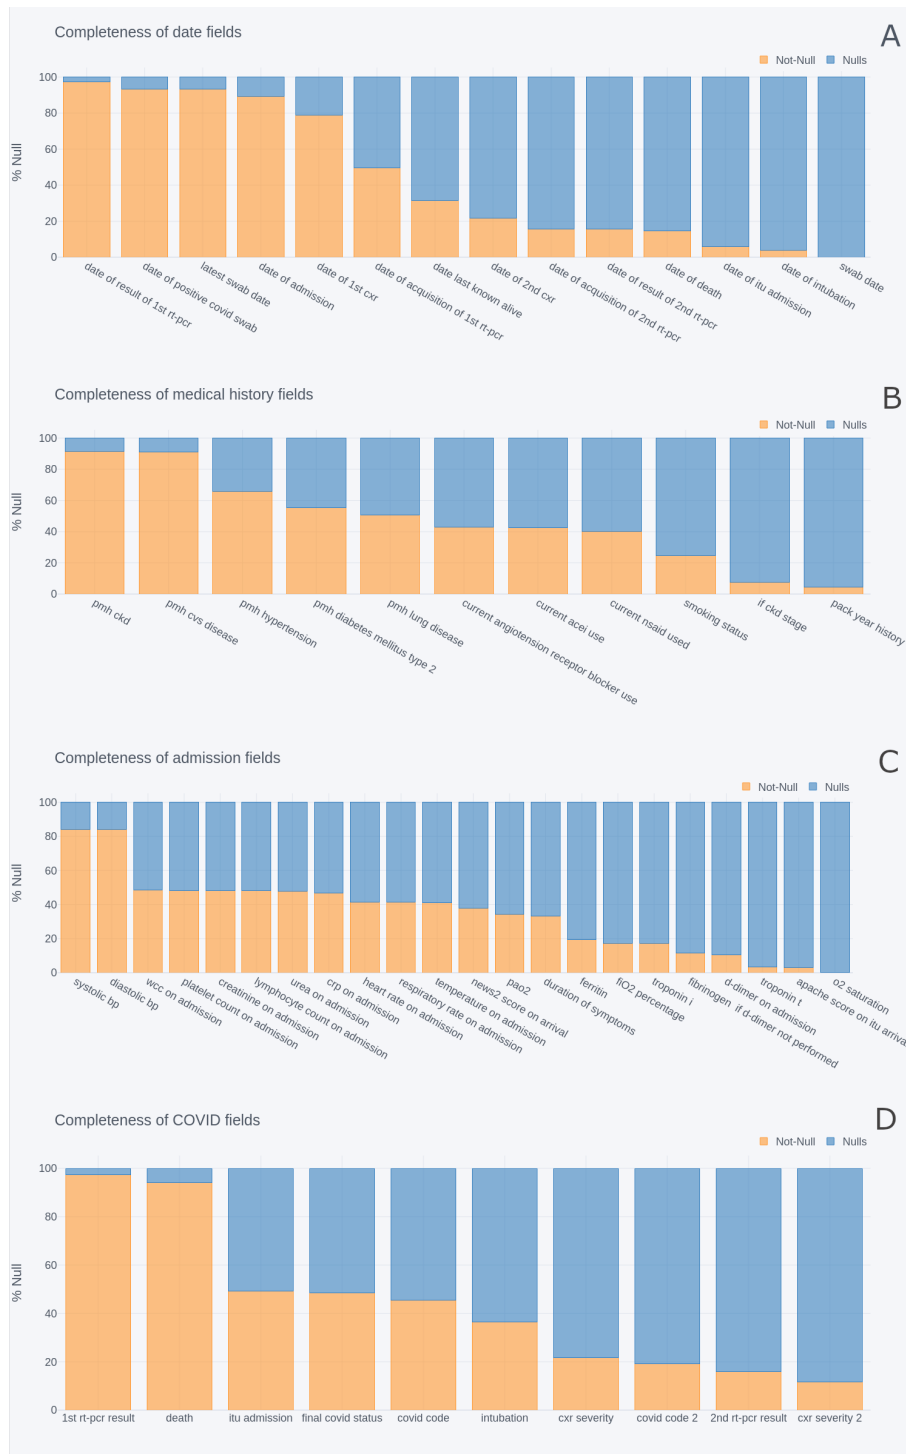 Completeness of date fields
A
Not-Null Nulls
% Null
100
80
60
40
20
0
date of result of 1st rt-pcr
date of positive covid swab
latest swab date
date of admission
date of 1st cxr
date of acquisition of 1st rt-pcr
date last known alive
date of 2nd cxr
date of acquisition of 2nd rt-pcr
date of result of 2nd rt-pcr
date of death
date of itu admission
date of intubation
swab date
Completeness of medical history fields
B
Not-Null Nulls
% Null
100
80
60
40
20
0
pmh ckd
pmh cvs disease
pmh hypertension
pmh diabetes mellitus type 2
pmh lung disease
current angiotension receptor blocker use
current acei use
current nsaid used
smoking status
if ckd stage
pack year history
Completeness of admission fields
C
Not-Null Nulls
% Null
100
80
60
40
20
0
systolic bp
diastolic bp
wcc on admission
platelet count on admission
creatinine on admission
lymphocyte count on admission
urea on admission
crp on admission
heart rate on admission
respiratory rate on admission
temperature on admission
news2 score on arrival
pao2
duration of symptoms
ferritin
fiO2 percentage
troponin i
fibrinogen if d-dimer not performed
d-dimer on admission
troponin t
apache score on itu arriva
o2 saturation
Completeness of COVID fields
D
Not-Null Nulls
% Null
100
80
60
40
20
0
1st rt-pcr result
death
itu admission
final covid status
covid code
intubation
cxr severity
covid code 2
2nd rt-pcr result
cxr severity 2